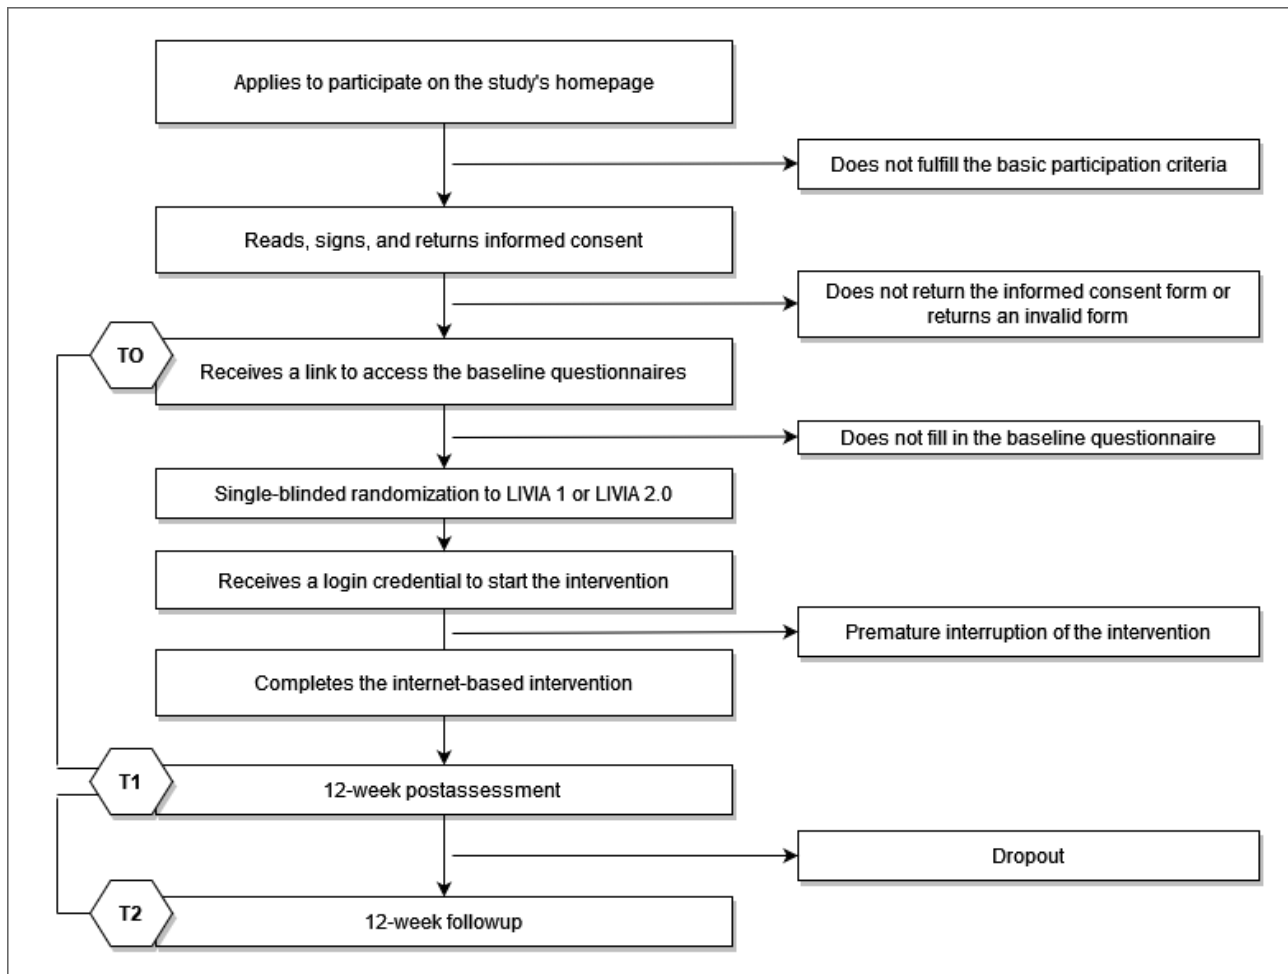 Applies to participate on the study's homepage
Does not fulfill the basic participation criteria
Reads, signs, and returns informed consent
Does not return the informed consent form or
returns an invalid form
TO
Receives a link to access the baseline questionnaires
Does not fill in the baseline questionnaire
Single-blinded randomization to LIVIA 1 or LIVIA 2.0
Receives a login credential to start the intervention
Premature interruption of the intervention
Completes the internet-based intervention
T1
12-week postassessment
Dropout
T2
12-week followup